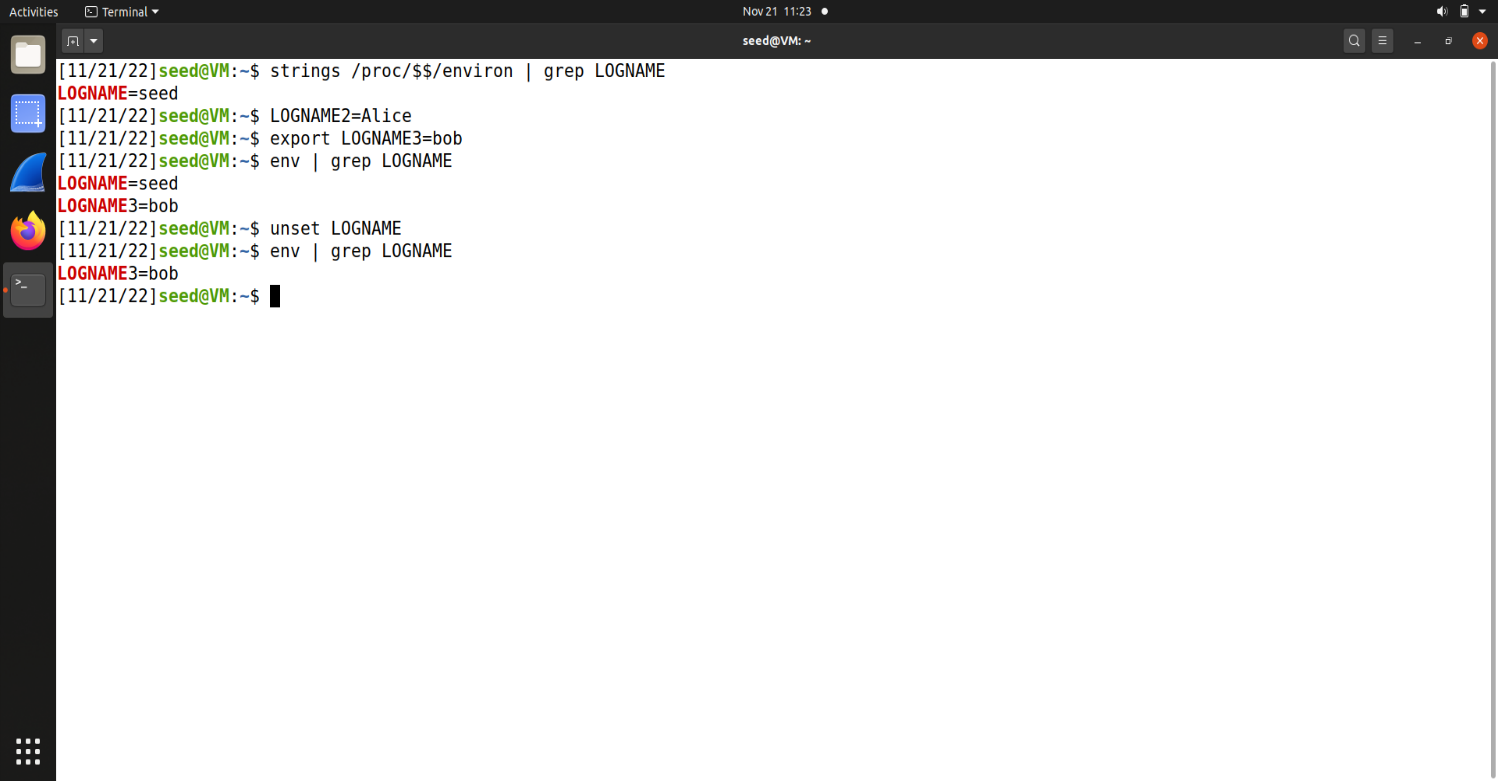 Activities Terminal Nov 21 11:23
seed@VM: ~
[11/21/22]seed@VM:~$ strings /proc/$$/environ | grep LOGNAME
LOGNAME=seed
[11/21/22]seed@VM:~$ LOGNAME2=Alice
[11/21/22]seed@VM:~$ export LOGNAME3=bob
[11/21/22]seed@VM:~$ env | grep LOGNAME
LOGNAME=seed
LOGNAME3=bob
[11/21/22]seed@VM:~$ unset LOGNAME
[11/21/22]seed@VM:~$ env | grep LOGNAME
LOGNAME3=bob
[11/21/22]seed@VM:~$